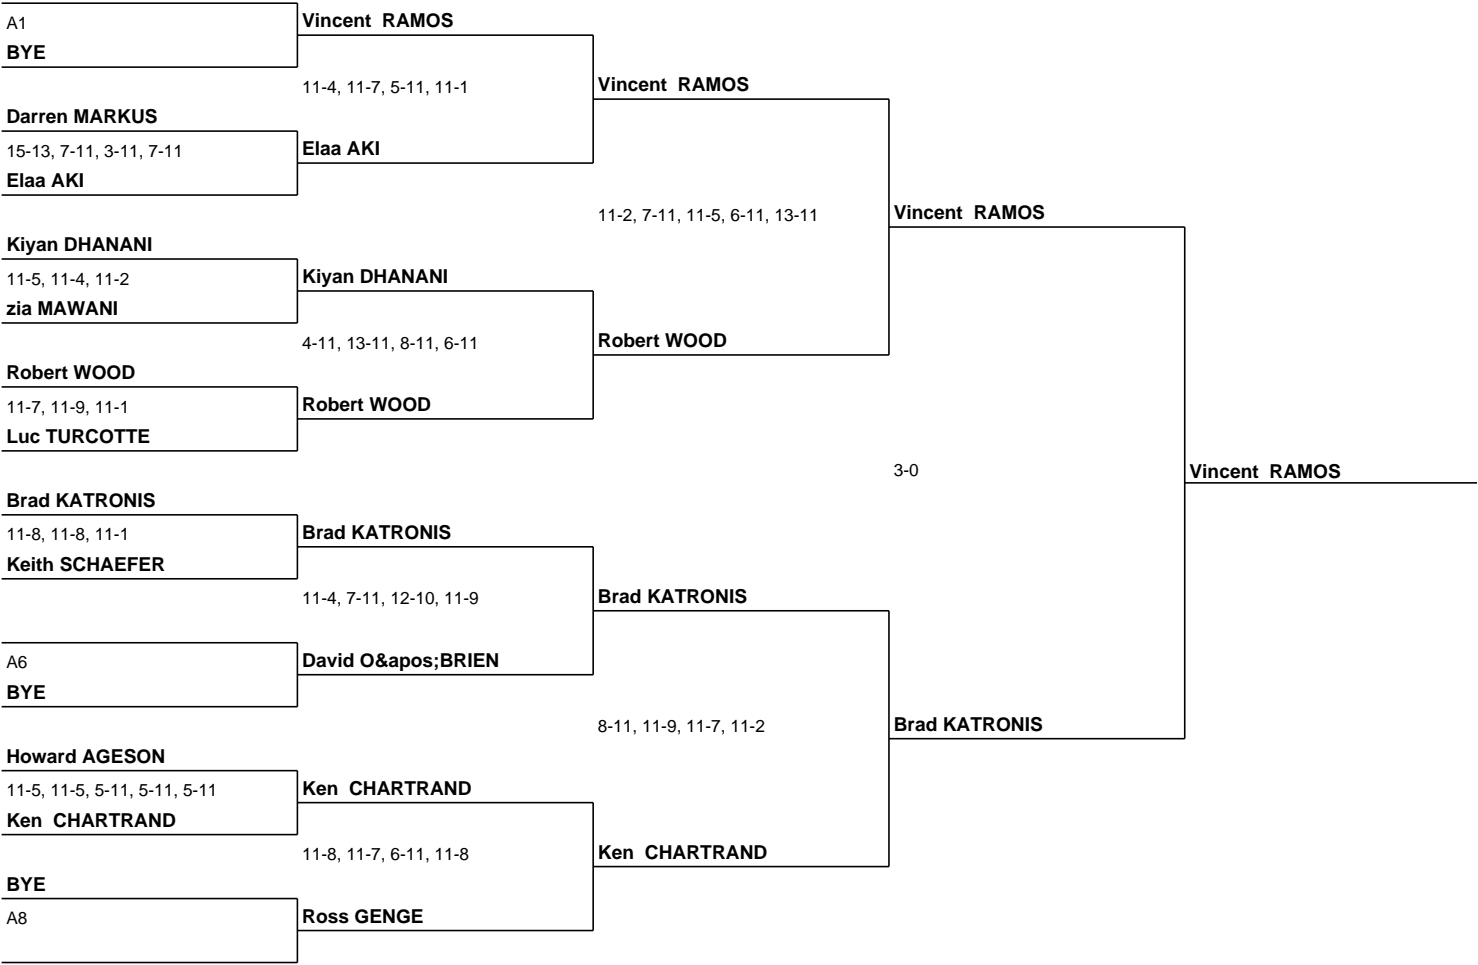 A1
BYE
Vincent  RAMOS
11-4, 11-7, 5-11, 11-1
Darren MARKUS
15-13, 7-11, 3-11, 7-11
Elaa AKI
Elaa AKI
Vincent  RAMOS
11-2, 7-11, 11-5, 6-11, 13-11
Kiyan DHANANI
11-5, 11-4, 11-2
zia MAWANI
Kiyan DHANANI
4-11, 13-11, 8-11, 6-11
Robert WOOD
11-7, 11-9, 11-1
Luc TURCOTTE
Robert WOOD
Robert WOOD
Vincent  RAMOS
3-0
Vincent  RAMOS
Brad KATRONIS
11-8, 11-8, 11-1
Keith SCHAEFER
Brad KATRONIS
11-4, 7-11, 12-10, 11-9
A6
BYE
David O&apos;BRIEN
Brad KATRONIS
8-11, 11-9, 11-7, 11-2
Brad KATRONIS
Howard AGESON
11-5, 11-5, 5-11, 5-11, 5-11
Ken  CHARTRAND
Ken  CHARTRAND
11-8, 11-7, 6-11, 11-8
Ken  CHARTRAND
BYE
A8
Ross GENGE